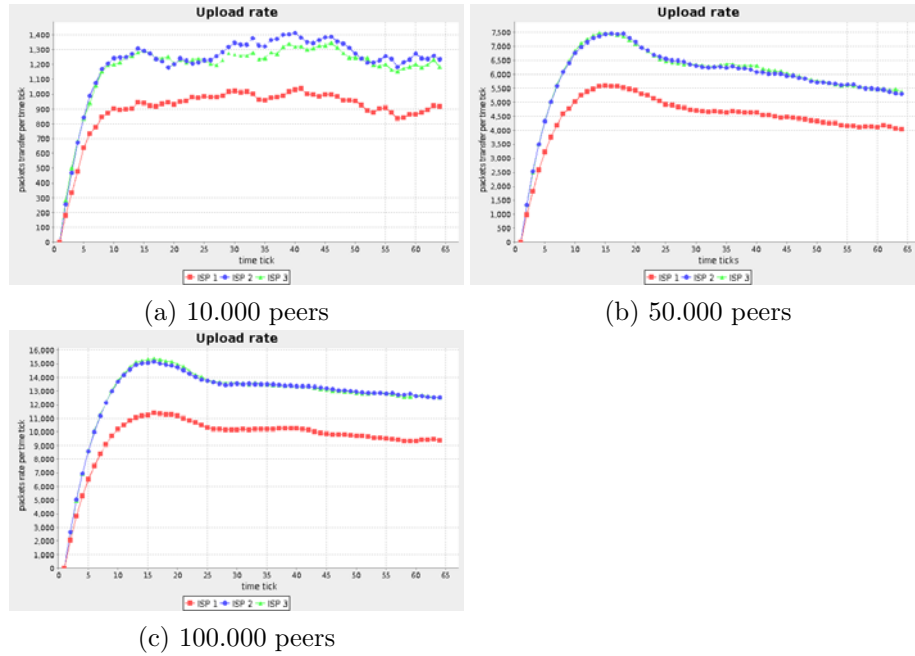 Upload rate
packets transfer per time tick
1,400
1,300
1,200
1,100
1,000
900
800
700
600
500
400
300
200
100
0
0 5 10 15 20 25 30 35 40 45 50 55 60 65
time tick
ISP 1 ISP 2 ISP 3
(a) 10.000 peers
Upload rate
packets transfer per time tick
7,500
7,000
6,500
6,000
5,500
5,000
4,500
4,000
3,500
3,000
2,500
2,000
1,500
1,000
500
0
0 5 10 15 20 25 30 35 40 45 50 55 60 65
time ticks
ISP 1 ISP 2 ISP 3
(b) 50.000 peers
Upload rate
packets rate per time tick
16,000
15,000
14,000
13,000
12,000
11,000
10,000
9,000
8,000
7,000
6,000
5,000
4,000
3,000
2,000
1,000
0
0 5 10 15 20 25 30 35 40 45 50 55 60 65
time tick
ISP 1 ISP 2 ISP 3
(c) 100.000 peers